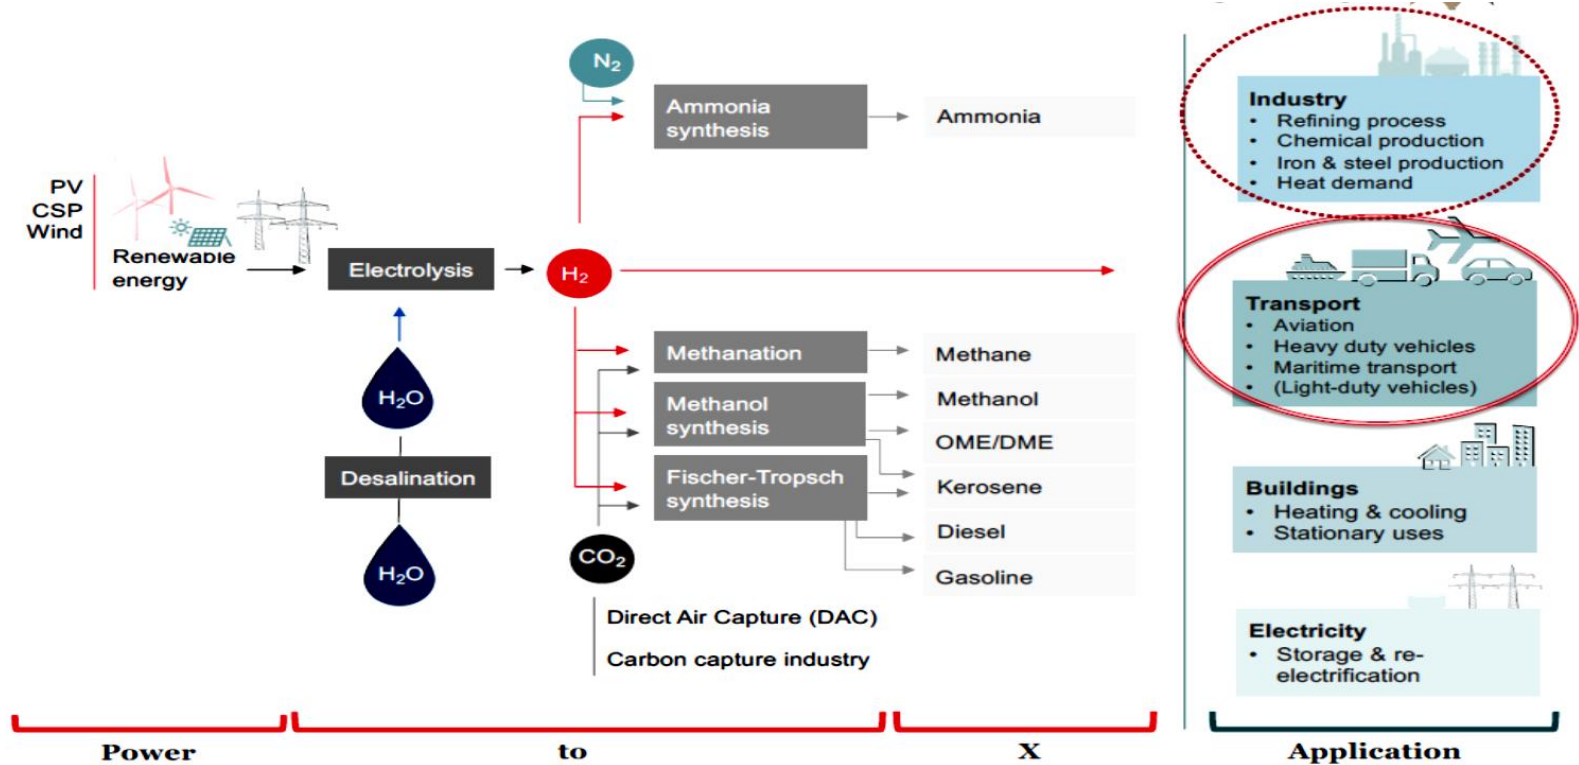 PV
CSP
Wind
Renewable
energy
Electrolysis
H₂O
Desalination
H₂O
N₂
H₂
Ammonia
synthesis
Ammonia
Methanation
Methane
Methanol
synthesis
Methanol
OME/DME
Fischer-Tropsch
synthesis
Kerosene
Diesel
Gasoline
CO₂
Direct Air Capture (DAC)
Carbon capture industry
Industry
• Refining process
• Chemical production
• Iron & steel production
• Heat demand
Transport
• Aviation
• Heavy duty vehicles
• Maritime transport
• (Light-duty vehicles)
Buildings
• Heating & cooling
• Stationary uses
Electricity
• Storage & re-
electrification
Power
to
X
Application